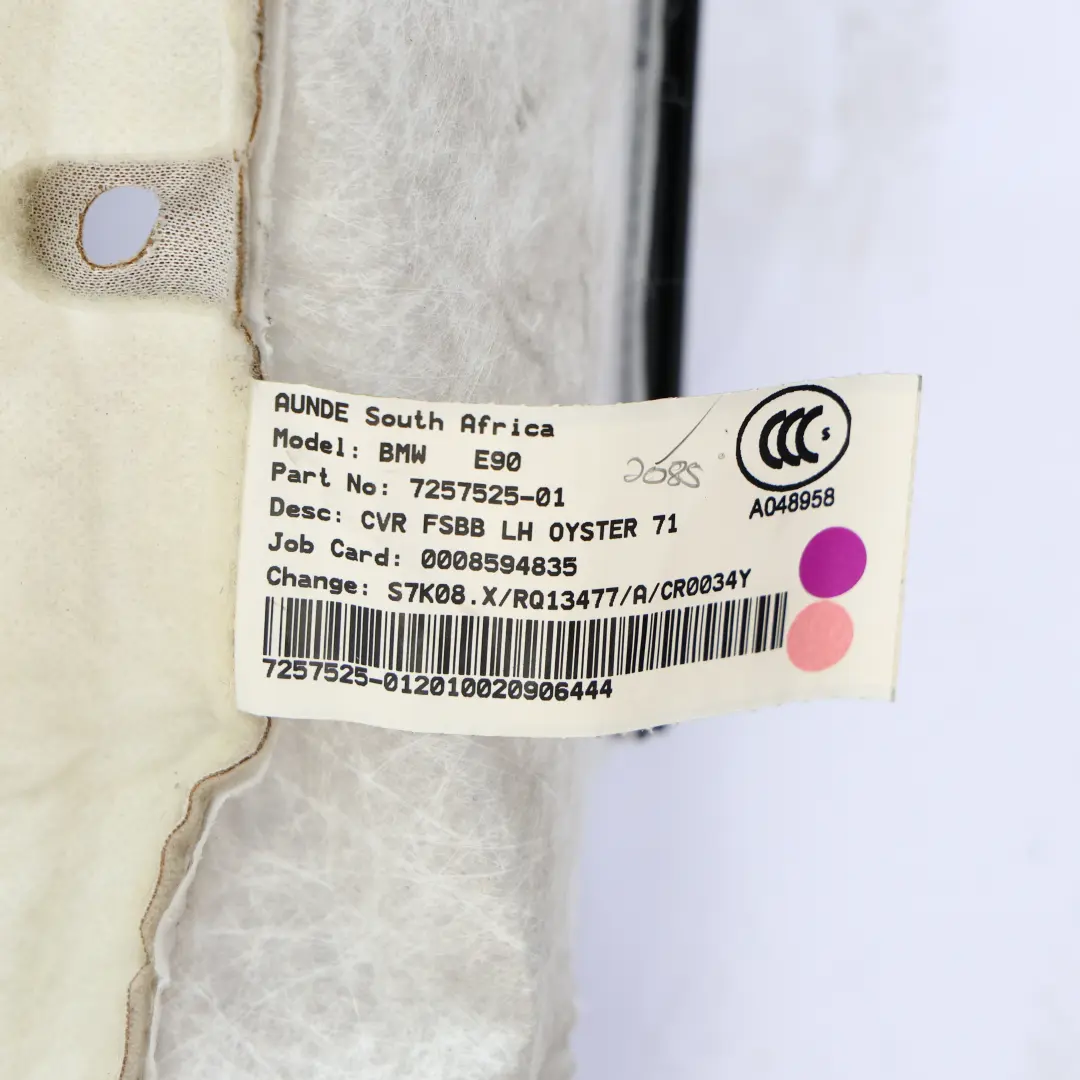 AUNDE South Africa
Model: BMW E90
Part No: 7257525-01
Desc: CVR FSBB LH OYSTER 71
Job Card: 0008594835
Change: S7K08.X/RQ13477/A/CR0034Y
7257525-012010020906444
2085
CCC S
A048958